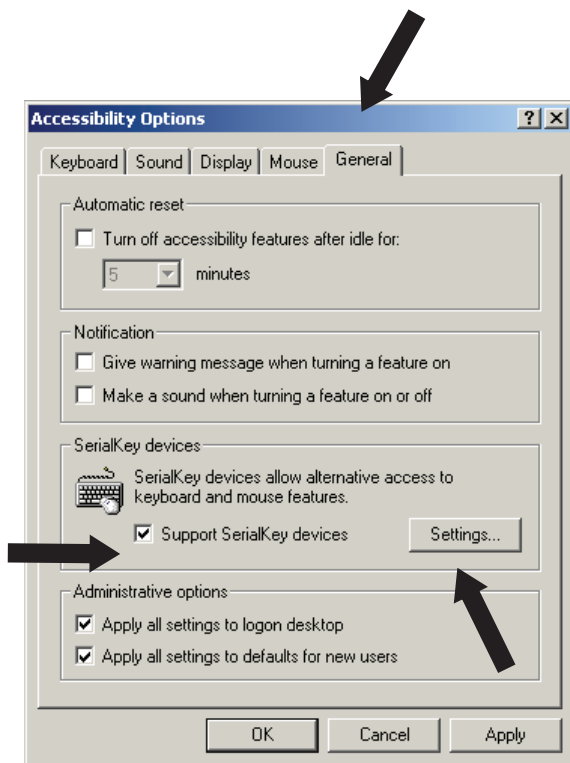 Accessibility Options
Keyboard Sound Display Mouse General
Automatic reset
Turn off accessibility features after idle for:
5 minutes
Notification
Give warning message when turning a feature on
Make a sound when turning a feature on or off
SerialKey devices
SerialKey devices allow alternative access to
keyboard and mouse features.
Support SerialKey devices Settings...
Administrative options
Apply all settings to logon desktop
Apply all settings to defaults for new users
OK Cancel Apply